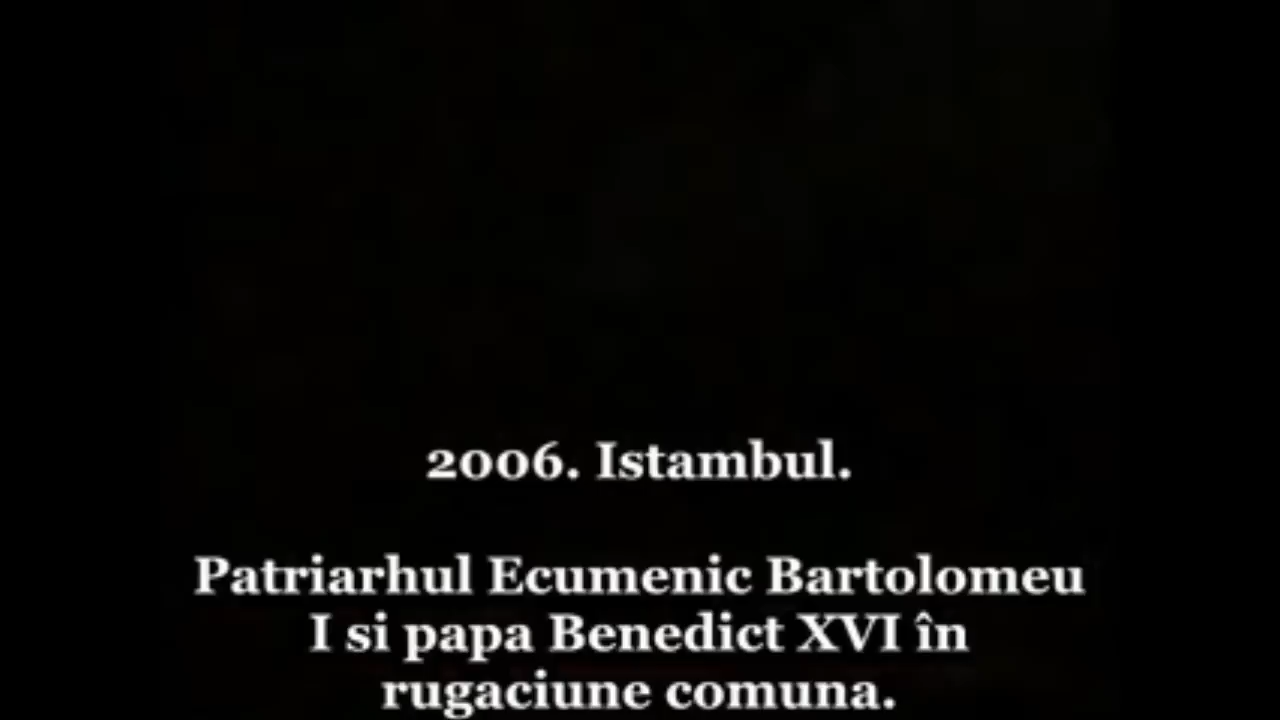 2006. Istambul.
Patriarhul Ecumenic Bartolomeu
I si papa Benedict XVI în
rugaciune comuna.